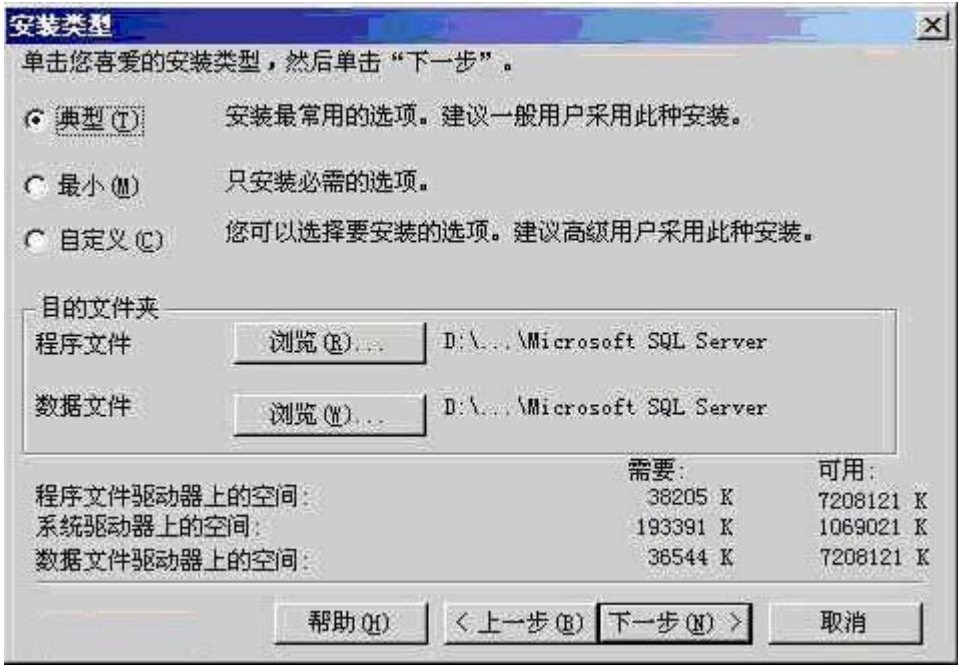 安装类型
单击您喜爱的安装类型，然后单击“下一步”。
典型(T) 安装最常用的选项。建议一般用户采用此种安装。
最小(M) 只安装必需的选项。
自定义(C) 您可以选择要安装的选项。建议高级用户采用此种安装。
目的文件夹
程序文件 浏览(R)... D:\...\Microsoft SQL Server
数据文件 浏览(W)... D:\...\Microsoft SQL Server
需要: 可用:
程序文件驱动器上的空间: 38205 K 7208121 K
系统驱动器上的空间: 193391 K 1069021 K
数据文件驱动器上的空间: 36544 K 7208121 K
帮助(H) < 上一步(B) 下一步(N) > 取消